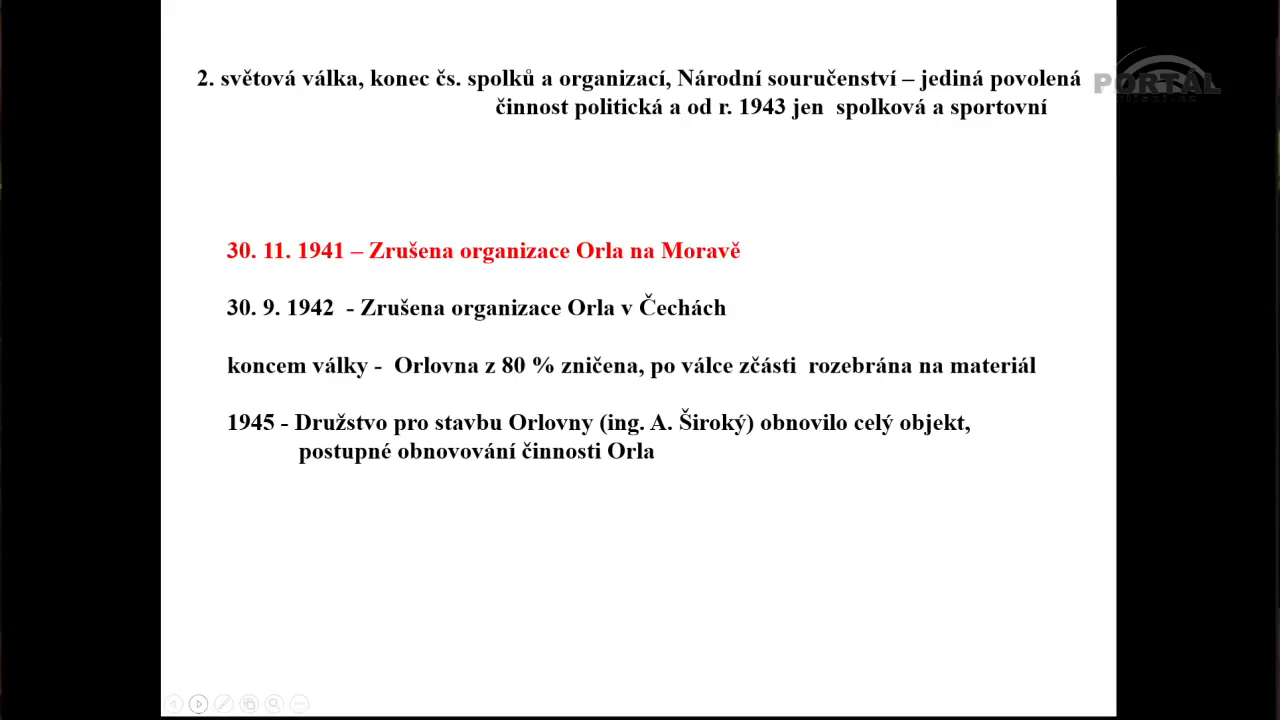 2. světová válka, konec čs. spolků a organizací, Národní souručenství – jediná povolená
činnost politická a od r. 1943 jen spolková a sportovní
PORTÁL
30. 11. 1941 – Zrušena organizace Orla na Moravě
30. 9. 1942 - Zrušena organizace Orla v Čechách
koncem války - Orlovna z 80 % zničena, po válce zčásti rozebrána na materiál
1945 - Družstvo pro stavbu Orlovny (ing. A. Široký) obnovilo celý objekt,
postupné obnovování činnosti Orla